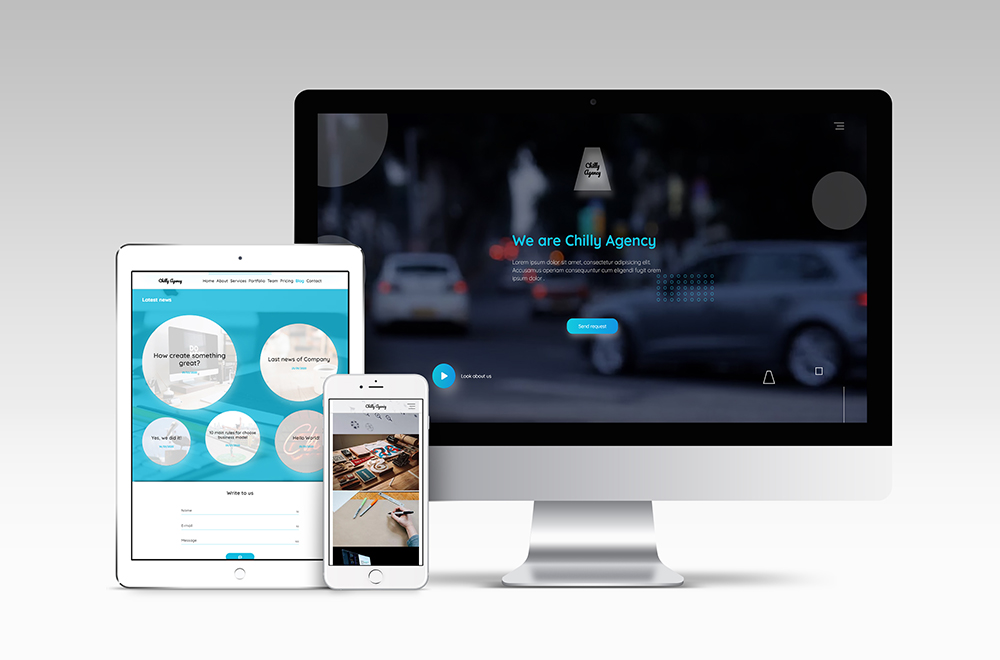 Chilly
Agency
We are Chilly Agency
Lorem ipsum dolor sit amet, consectetur adipisicing elit.
Accusamus aperiam consequuntur cum eligendi fugit orem
ipsum dolor
Send request
Look about us
Chilly Agency
Home About Services Portfolio Team Pricing Blog Contact
Latest news
Do
How create something
great?
Last news of Company
Yes, we did it!
10 main rules for choose
business model
Hello World!
Write to us
Name
E-mail
Message
Chilly Agency